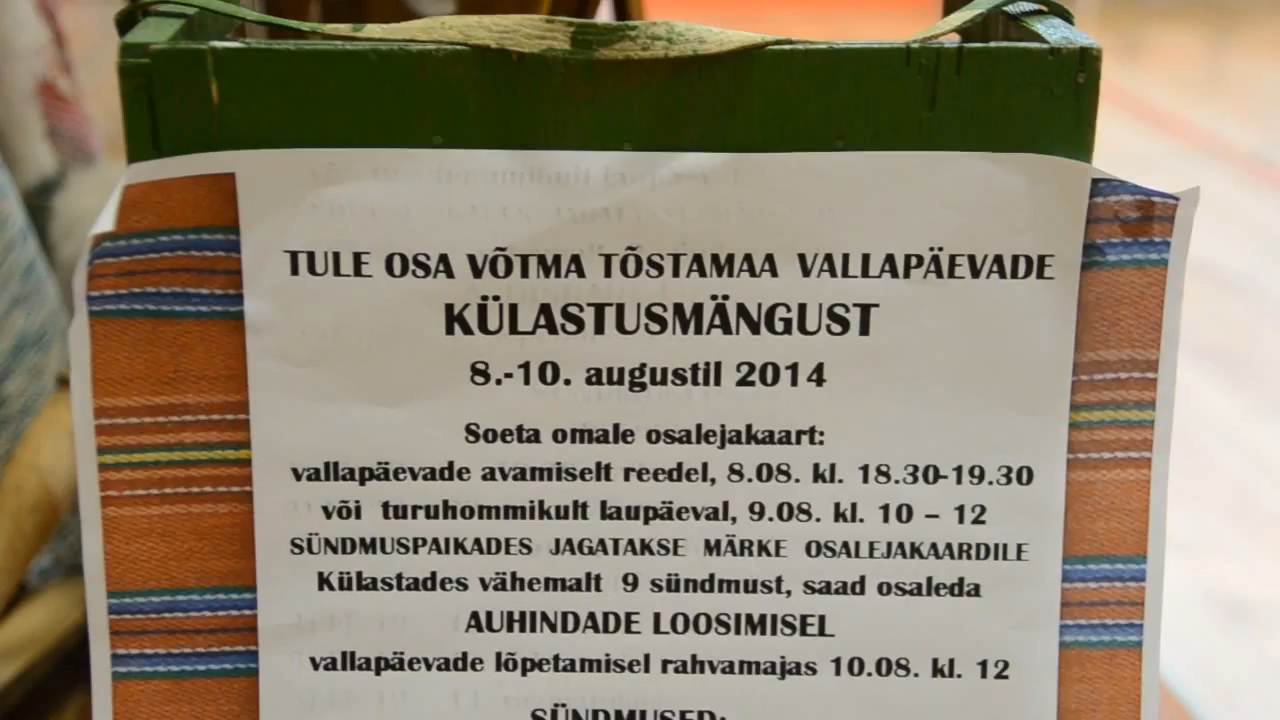 TULE OSA VÕTMA TÕSTAMAA VALLAPÄEVADE
KÜLASTUSMÄNGUST
8.-10. augustil 2014
Soeta omale osalejakaart:
vallapäevade avamiselt reedel, 8.08. kl. 18.30-19.30
või turuhommikult laupäeval, 9.08. kl. 10 – 12
SÜNDMUSPAIKADES JAGATAKSE MÄRKE OSALEJAKAARDILE
Külastades vähemalt 9 sündmust, saad osaleda
AUHINDADE LOOSIMISEL
vallapäevade lõpetamisel rahvamajas 10.08. kl. 12
SÜNDMUSED: